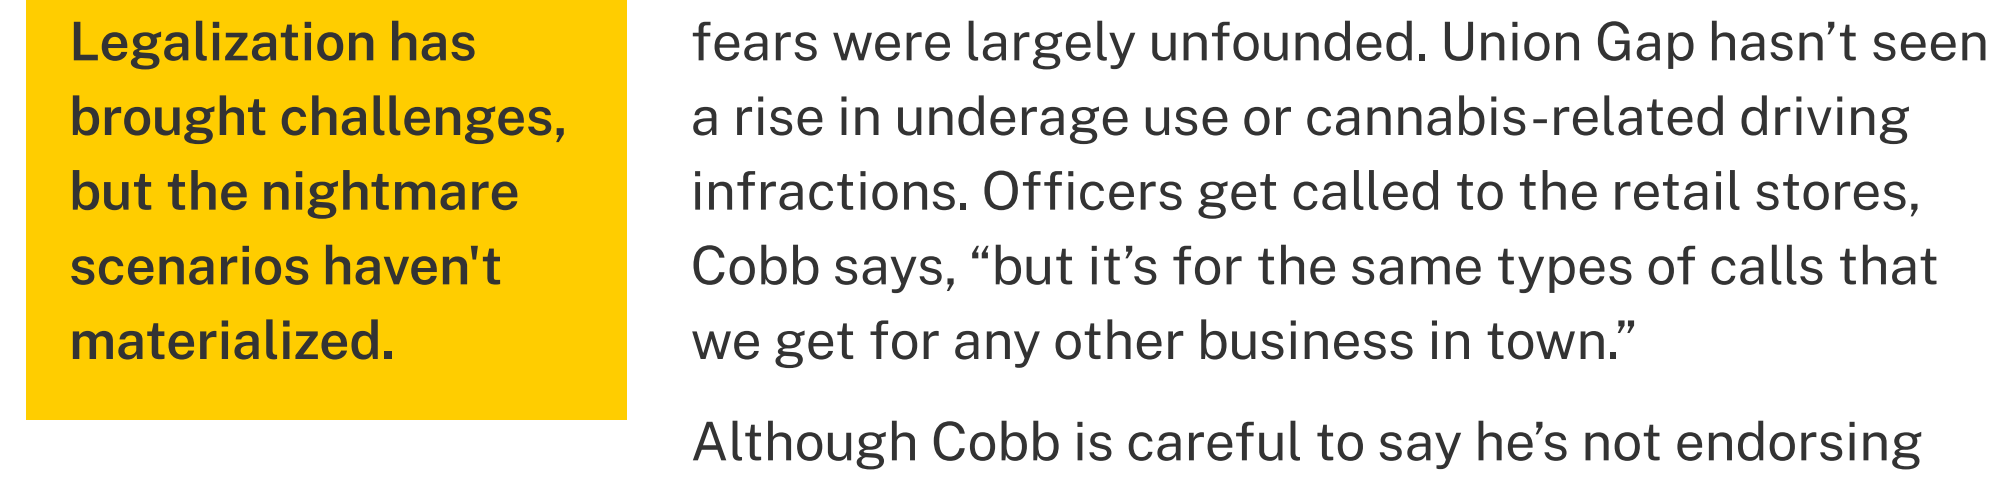 Legalization has
brought challenges,
but the nightmare
scenarios haven't
materialized.
fears were largely unfounded. Union Gap hasn’t seen
a rise in underage use or cannabis-related driving
infractions. Officers get called to the retail stores,
Cobb says, “but it’s for the same types of calls that
we get for any other business in town.”
Although Cobb is careful to say he’s not endorsing